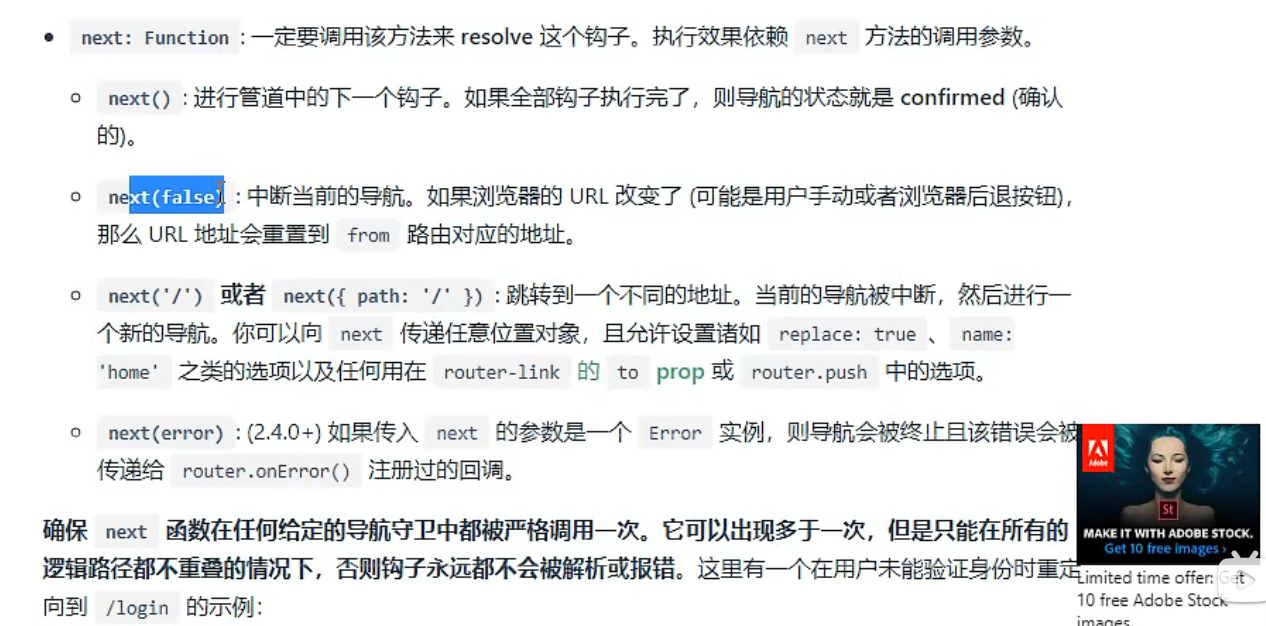 next: Function : 一定要调用该方法来 resolve 这个钩子。执行效果依赖 next 方法的调用参数。
next() : 进行管道中的下一个钩子。如果全部钩子执行完了，则导航的状态就是 confirmed (确认
的)。
next(false) : 中断当前的导航。如果浏览器的 URL 改变了 (可能是用户手动或者浏览器后退按钮)，
那么 URL 地址会重置到 from 路由对应的地址。
next('/') 或者 next({ path: '/' }) : 跳转到一个不同的地址。当前的导航被中断，然后进行一
个新的导航。你可以向 next 传递任意位置对象，且允许设置诸如 replace: true 、 name:
'home' 之类的选项以及任何用在 router-link 的 to prop 或 router.push 中的选项。
next(error) : (2.4.0+) 如果传入 next 的参数是一个 Error 实例，则导航会被终止且该错误会被
传递给 router.onError() 注册过的回调。
确保 next 函数在任何给定的导航守卫中都被严格调用一次。它可以出现多于一次，但是只能在所有的
逻辑路径都不重叠的情况下，否则钩子永远都不会被解析或报错。这里有一个在用户未能验证身份时重定
向到 /login 的示例：
Adobe
St
MAKE IT WITH ADOBE STOCK.
Get 10 free images ›
Limited time offer: Get
10 free Adobe Stock
images.